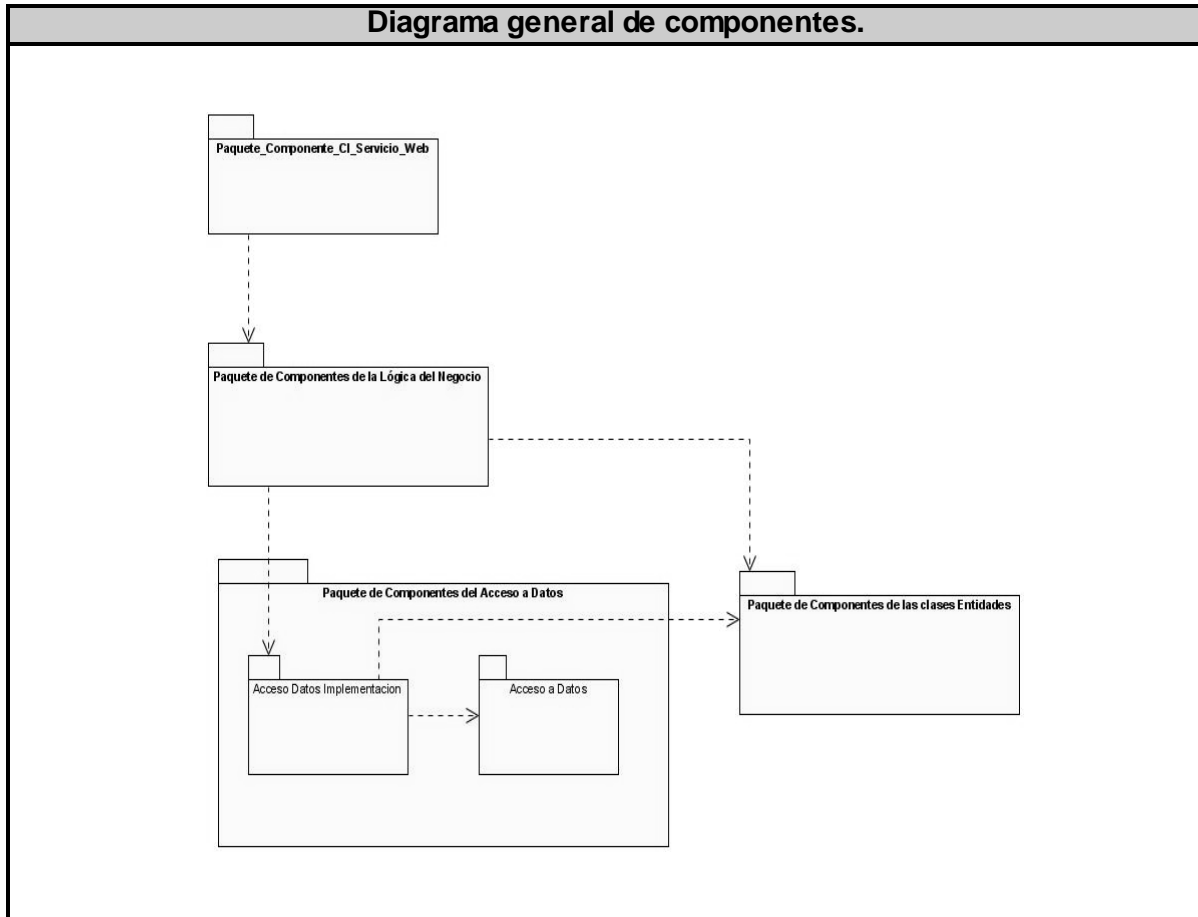 Diagrama general de componentes.
Paquete_Componente_CI_Servicio_Web
Paquete de Componentes de la Lógica del Negocio
Paquete de Componentes del Acceso a Datos
Paquete de Componentes de las clases Entidades
Acceso Datos Implementacion
Acceso a Datos